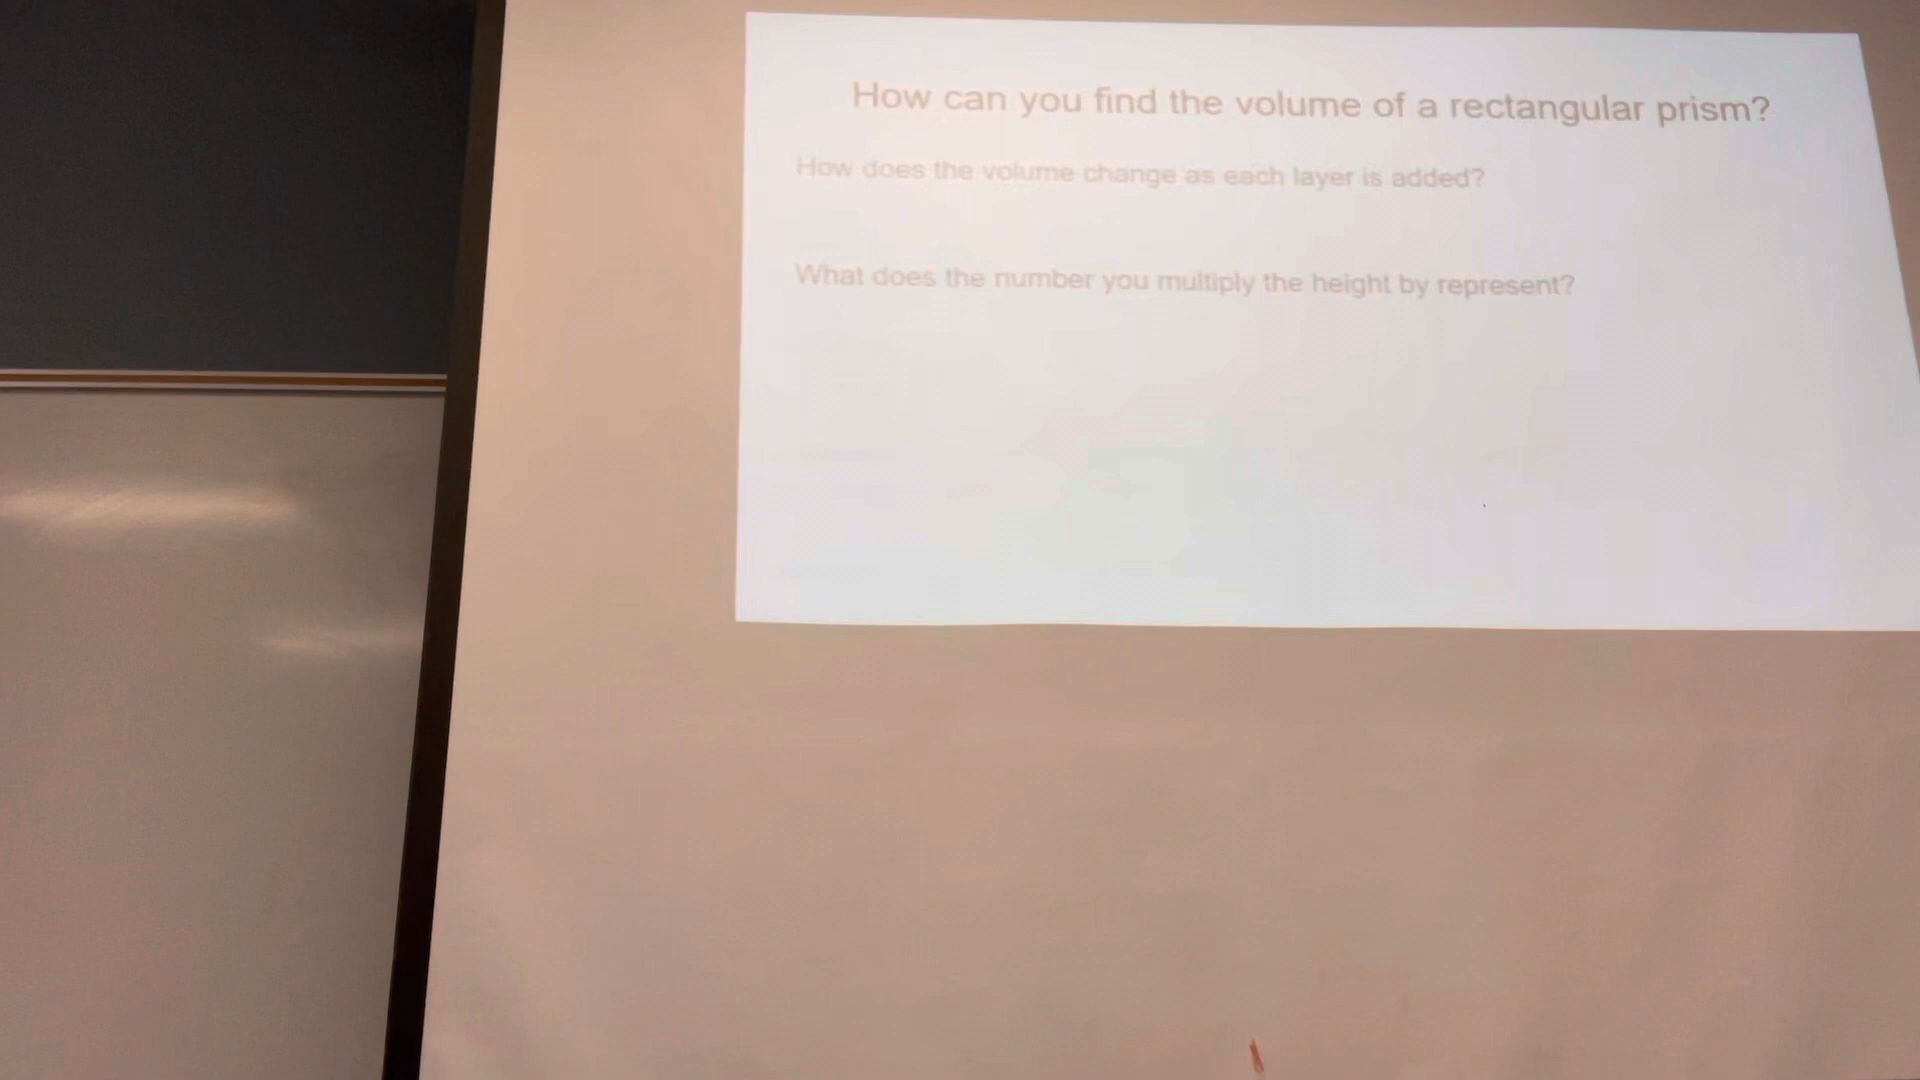 How can you find the volume of a rectangular prism?
How does the volume change as each layer is added?
What does the number you multiply the height by represent?